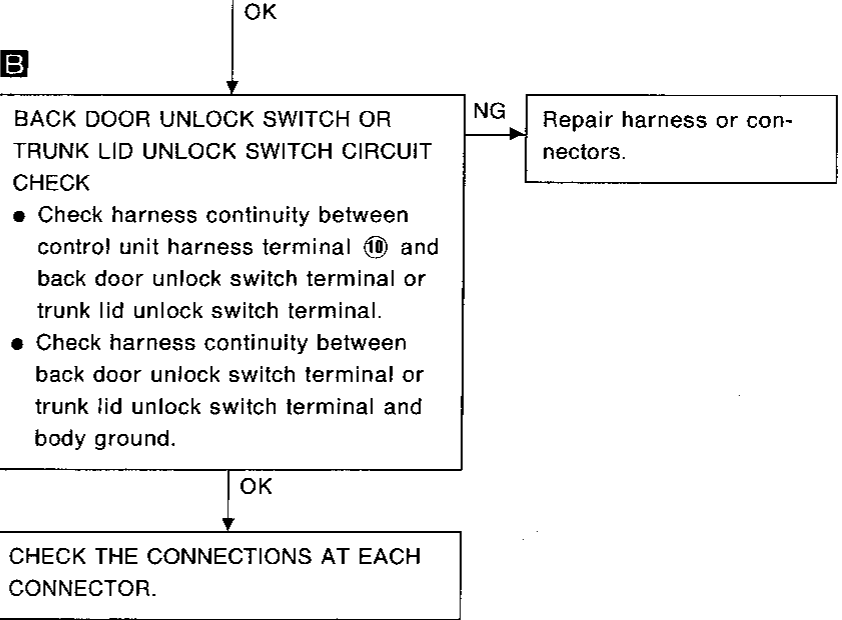 OK
B
BACK DOOR UNLOCK SWITCH OR
TRUNK LID UNLOCK SWITCH CIRCUIT
CHECK
● Check harness continuity between
control unit harness terminal ⑩ and
back door unlock switch terminal or
trunk lid unlock switch terminal.
● Check harness continuity between
back door unlock switch terminal or
trunk lid unlock switch terminal and
body ground.
NG
Repair harness or con-
nectors.
OK
CHECK THE CONNECTIONS AT EACH
CONNECTOR.